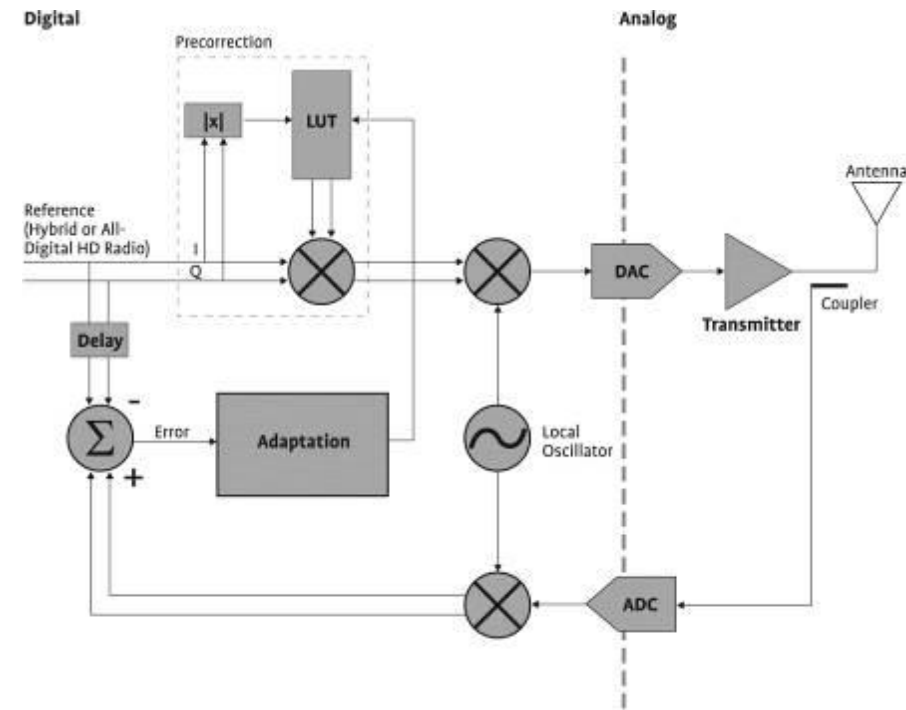 Digital
Analog
Precorrection
|x|
LUT
Antenna
Reference
(Hybrid or All-
Digital HD Radio)
I
Q
DAC
Coupler
Transmitter
Delay
-
Σ
+
Error
Adaptation
Local
Oscillator
ADC